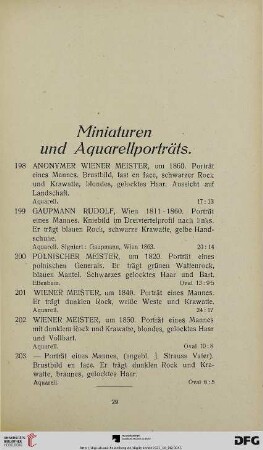 Miniaturen
und Aquarellporträts.
198 ANONYMER WIENER MEISTER, um 1860. Porträt
eines Mannes. Brustbild, fast en face, schwarzer Rock
und Krawatte, blondes, gelocktes Haar. Aussicht auf
Landschaft.
Aquarell. 17 : 13
199 GAUPMANN RUDOLF, Wien 1811—1860. Porträt
eines Mannes. Kniebild im Dreiviertelprofil nach links.
Er trägt blauen Rock, schwarze Krawatte, gelbe Hand-
schuhe.
Aquarell. Signiert: Gaupmann, Wien 20 : 14
200 POLNISCHER MEISTER, um 1820. Porträt eines
polnischen Generals. Er trägt grünen Waffenrock,
blauen Mantel. Schwarzes gelocktes Haar und Bart.
Elfenbein. Oval
201 WIENER MEISTER, um 1840. Porträt eines Mannes.
Er trägt dunklen Rock, weiße Weste und Krawatte.
Aquarell. 24 : 17
202 WIENER MEISTER, um 1850. Porträt eines Mannes
mit dunklem Rock und Krawatte, blondes, gelocktes Haar
und Vollbart.
Aquarell. Oval 10 : 8
203 — Porträt eines Mannes, (angebl. J. Strauss Vater).
Brustbild en face. Er trägt dunklen Rock und Kra-
watte, braunes, gelocktes Haar.
Aquarell. Oval
29
UNIVERSITÄTS-
BIBLIOTHEK
HEIDELBERG
DFG